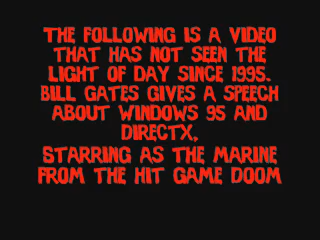 THE FOLLOWING IS A VIDEO
THAT HAS NOT SEEN THE
LIGHT OF DAY SINCE 1995.
BILL GATES GIVES A SPEECH
ABOUT WINDOWS 95 AND
DIRECTX,
STARRING AS THE MARINE
FROM THE HIT GAME DOOM